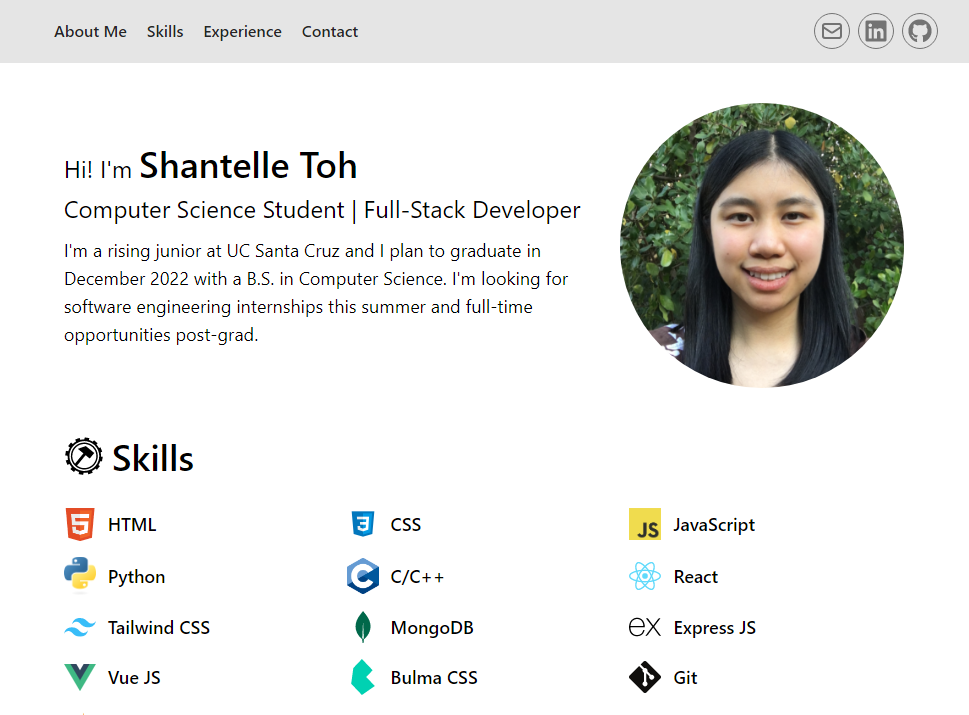 About Me Skills Experience Contact
Hi! I'm Shantelle Toh
Computer Science Student | Full-Stack Developer
I'm a rising junior at UC Santa Cruz and I plan to graduate in
December 2022 with a B.S. in Computer Science. I'm looking for
software engineering internships this summer and full-time
opportunities post-grad.
Skills
HTML
CSS
JS JavaScript
Python
C/C++
React
Tailwind CSS
MongoDB
ex Express JS
Vue JS
Bulma CSS
Git